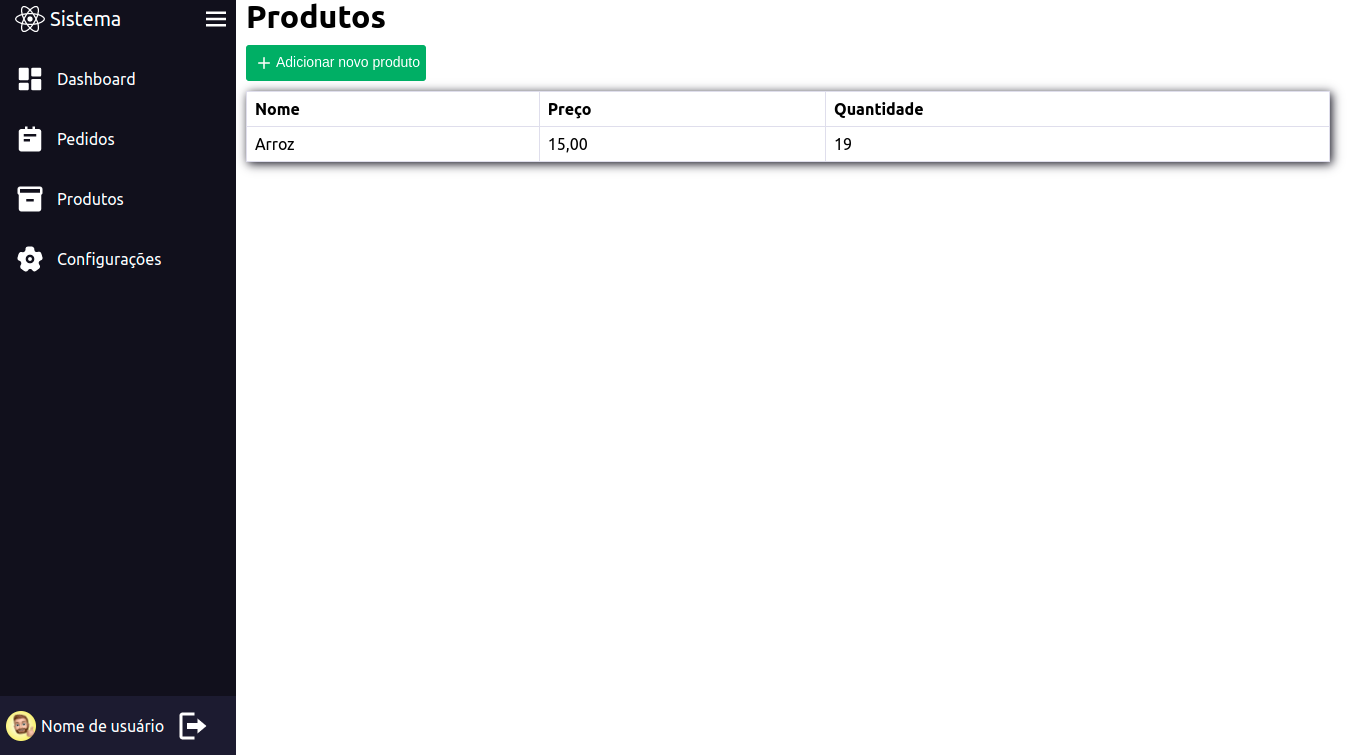 Sistema
Dashboard
Pedidos
Produtos
Configurações
Nome de usuário
Produtos
Adicionar novo produto
Nome Preço Quantidade
Arroz 15,00 19